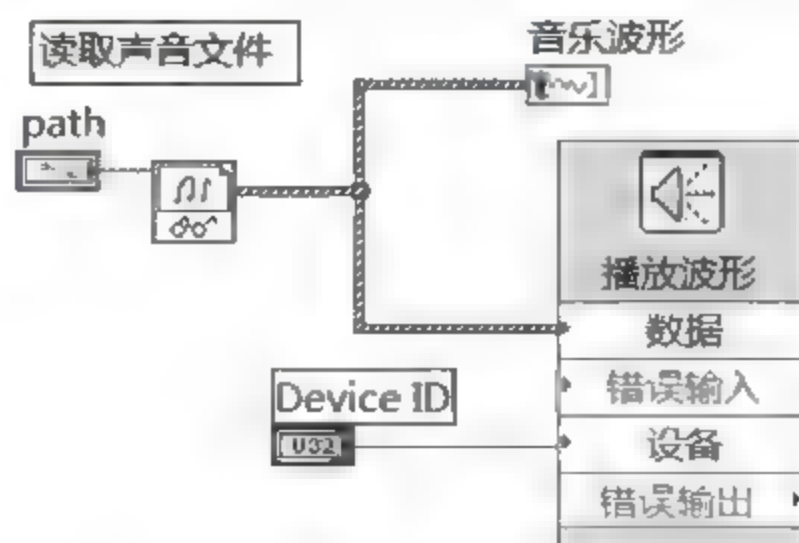 读取声音文件
音乐波形
path
播放波形
数据
Device ID
错误输入
U32
设备
错误输出